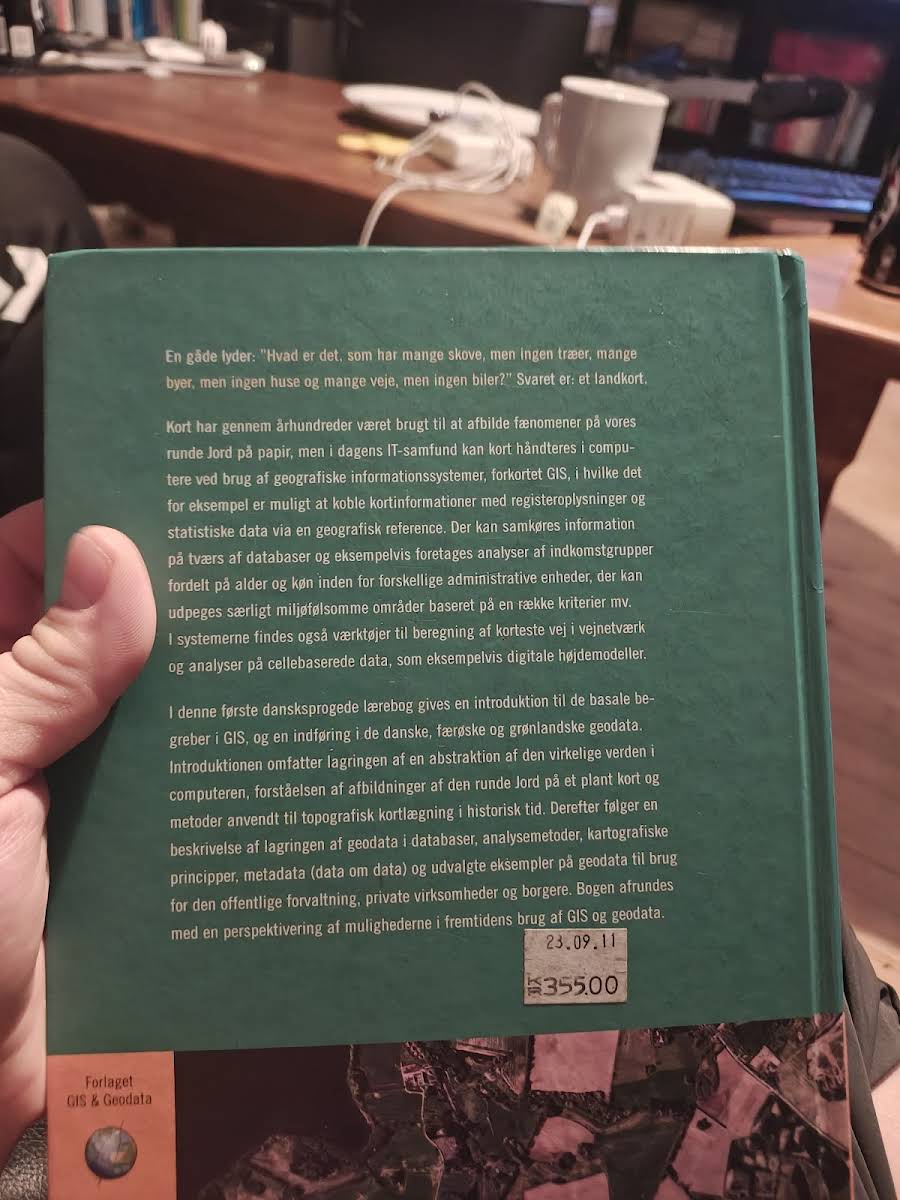 En gåde lyder: "Hvad er det, som har mange skove, men ingen træer, mange
byer, men ingen huse og mange veje, men ingen biler?" Svaret er: et landkort.
Kort har gennem århundreder været brugt til at afbilde fænomener på vores
runde Jord på papir, men i dagens IT-samfund kan kort håndteres i compu-
tere ved brug af geografiske informationssystemer, forkortet GIS, i hvilke det
for eksempel er muligt at koble kortinformationer med registeroplysninger og
statistiske data via en geografisk reference. Der kan samkøres information
på tværs af databaser og eksempelvis foretages analyser af indkomstgrupper
fordelt på alder og køn inden for forskellige administrative enheder, der kan
udpeges særligt miljøfølsomme områder baseret på en række kriterier mv.
I systemerne findes også værktøjer til beregning af korteste vej i vejnetværk
og analyser på cellebaserede data, som eksempelvis digitale højdemodeller.
I denne første dansksprogede lærebog gives en introduktion til de basale be-
greber i GIS, og en indføring i de danske, færøske og grønlandske geodata.
Introduktionen omfatter lagringen af en abstraktion af den virkelige verden i
computeren, forståelsen af afbildninger af den runde Jord på et plant kort og
metoder anvendt til topografisk kortlægning i historisk tid. Derefter følger en
beskrivelse af lagringen af geodata i databaser, analysemetoder, kartografiske
principper, metadata (data om data) og udvalgte eksempler på geodata til brug
for den offentlige forvaltning, private virksomheder og borgere. Bogen afrundes
med en perspektivering af mulighederne i fremtidens brug af GIS og geodata.
23.09.11
KR 355.00
Forlaget
GIS & Geodata